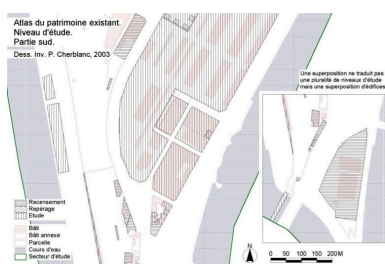 Atlas du patrimoine existant.
Niveau d'étude.
Partie sud.
Dess. Inv. P. Cherblanc, 2003
Une superposition ne traduit pas
une pluralité de niveaux d'étude
mais une superposition d'édifices
Recensement
Repérage
Etude
Bâti
Bâti annexe
Parcelle
Cours d'eau
Secteur d'étude
N
0 50 100 150 200M